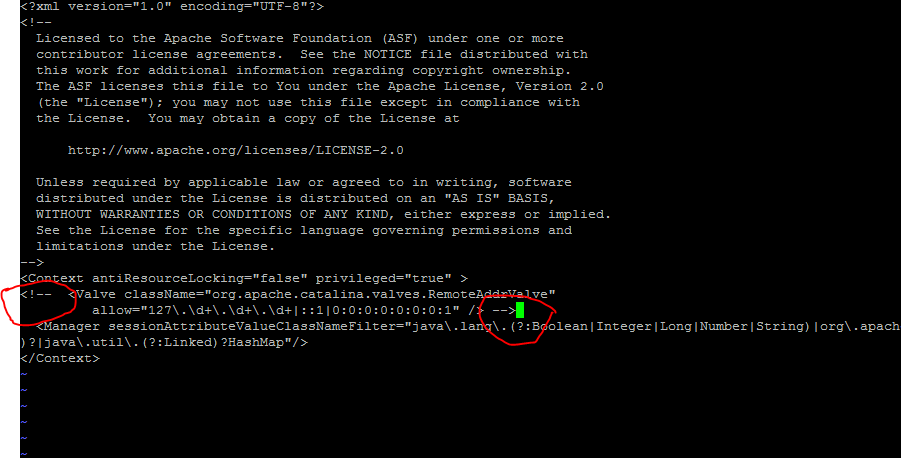 <?xml version="1.0" encoding="UTF-8"?>
<!--
  Licensed to the Apache Software Foundation (ASF) under one or more
  contributor license agreements.  See the NOTICE file distributed with
  this work for additional information regarding copyright ownership.
  The ASF licenses this file to You under the Apache License, Version 2.0
  (the "License"); you may not use this file except in compliance with
  the License.  You may obtain a copy of the License at

      http://www.apache.org/licenses/LICENSE-2.0

  Unless required by applicable law or agreed to in writing, software
  distributed under the License is distributed on an "AS IS" BASIS,
  WITHOUT WARRANTIES OR CONDITIONS OF ANY KIND, either express or implied.
  See the License for the specific language governing permissions and
  limitations under the License.
-->
<Context antiResourceLocking="false" privileged="true" >
<!--  <Valve className="org.apache.catalina.valves.RemoteAddrValve"
         allow="127\.\d+\.\d+\.\d+|::1|0:0:0:0:0:0:0:1" /> -->
  <Manager sessionAttributeValueClassNameFilter="java\.lang\.(?:Boolean|Integer|Long|Number|String)|org\.apac
)?|java\.util\.(?:Linked)?HashMap"/>
</Context>
~
~
~
~
~
~